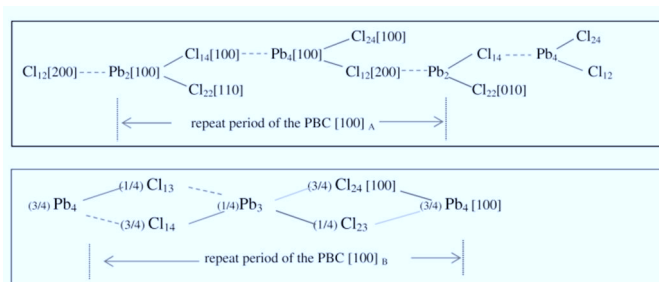 Cl24[100]
Cl14[100] Pb4[100] Cl14 Pb4 Cl24
Cl12[200] Pb2[100] Cl12[200] Pb2 Cl12
Cl22[110] Cl22[010]
repeat period of the PBC [100] A
(1/4) Cl13 (3/4) Cl24 [100]
(3/4) Pb4 (1/4)Pb3 (3/4) Pb4 [100]
(3/4) Cl14 (1/4) Cl23
repeat period of the PBC [100] B